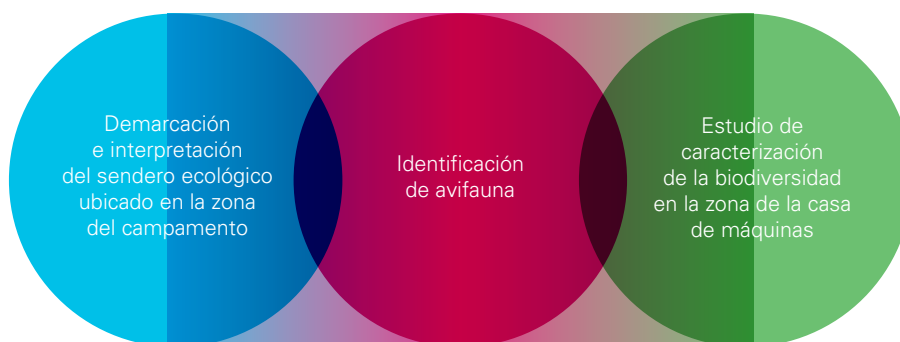 Demarcación
e interpretación
del sendero ecológico
ubicado en la zona
del campamento
Identificación
de avifauna
Estudio de
caracterización
de la biodiversidad
en la zona de la casa
de máquinas